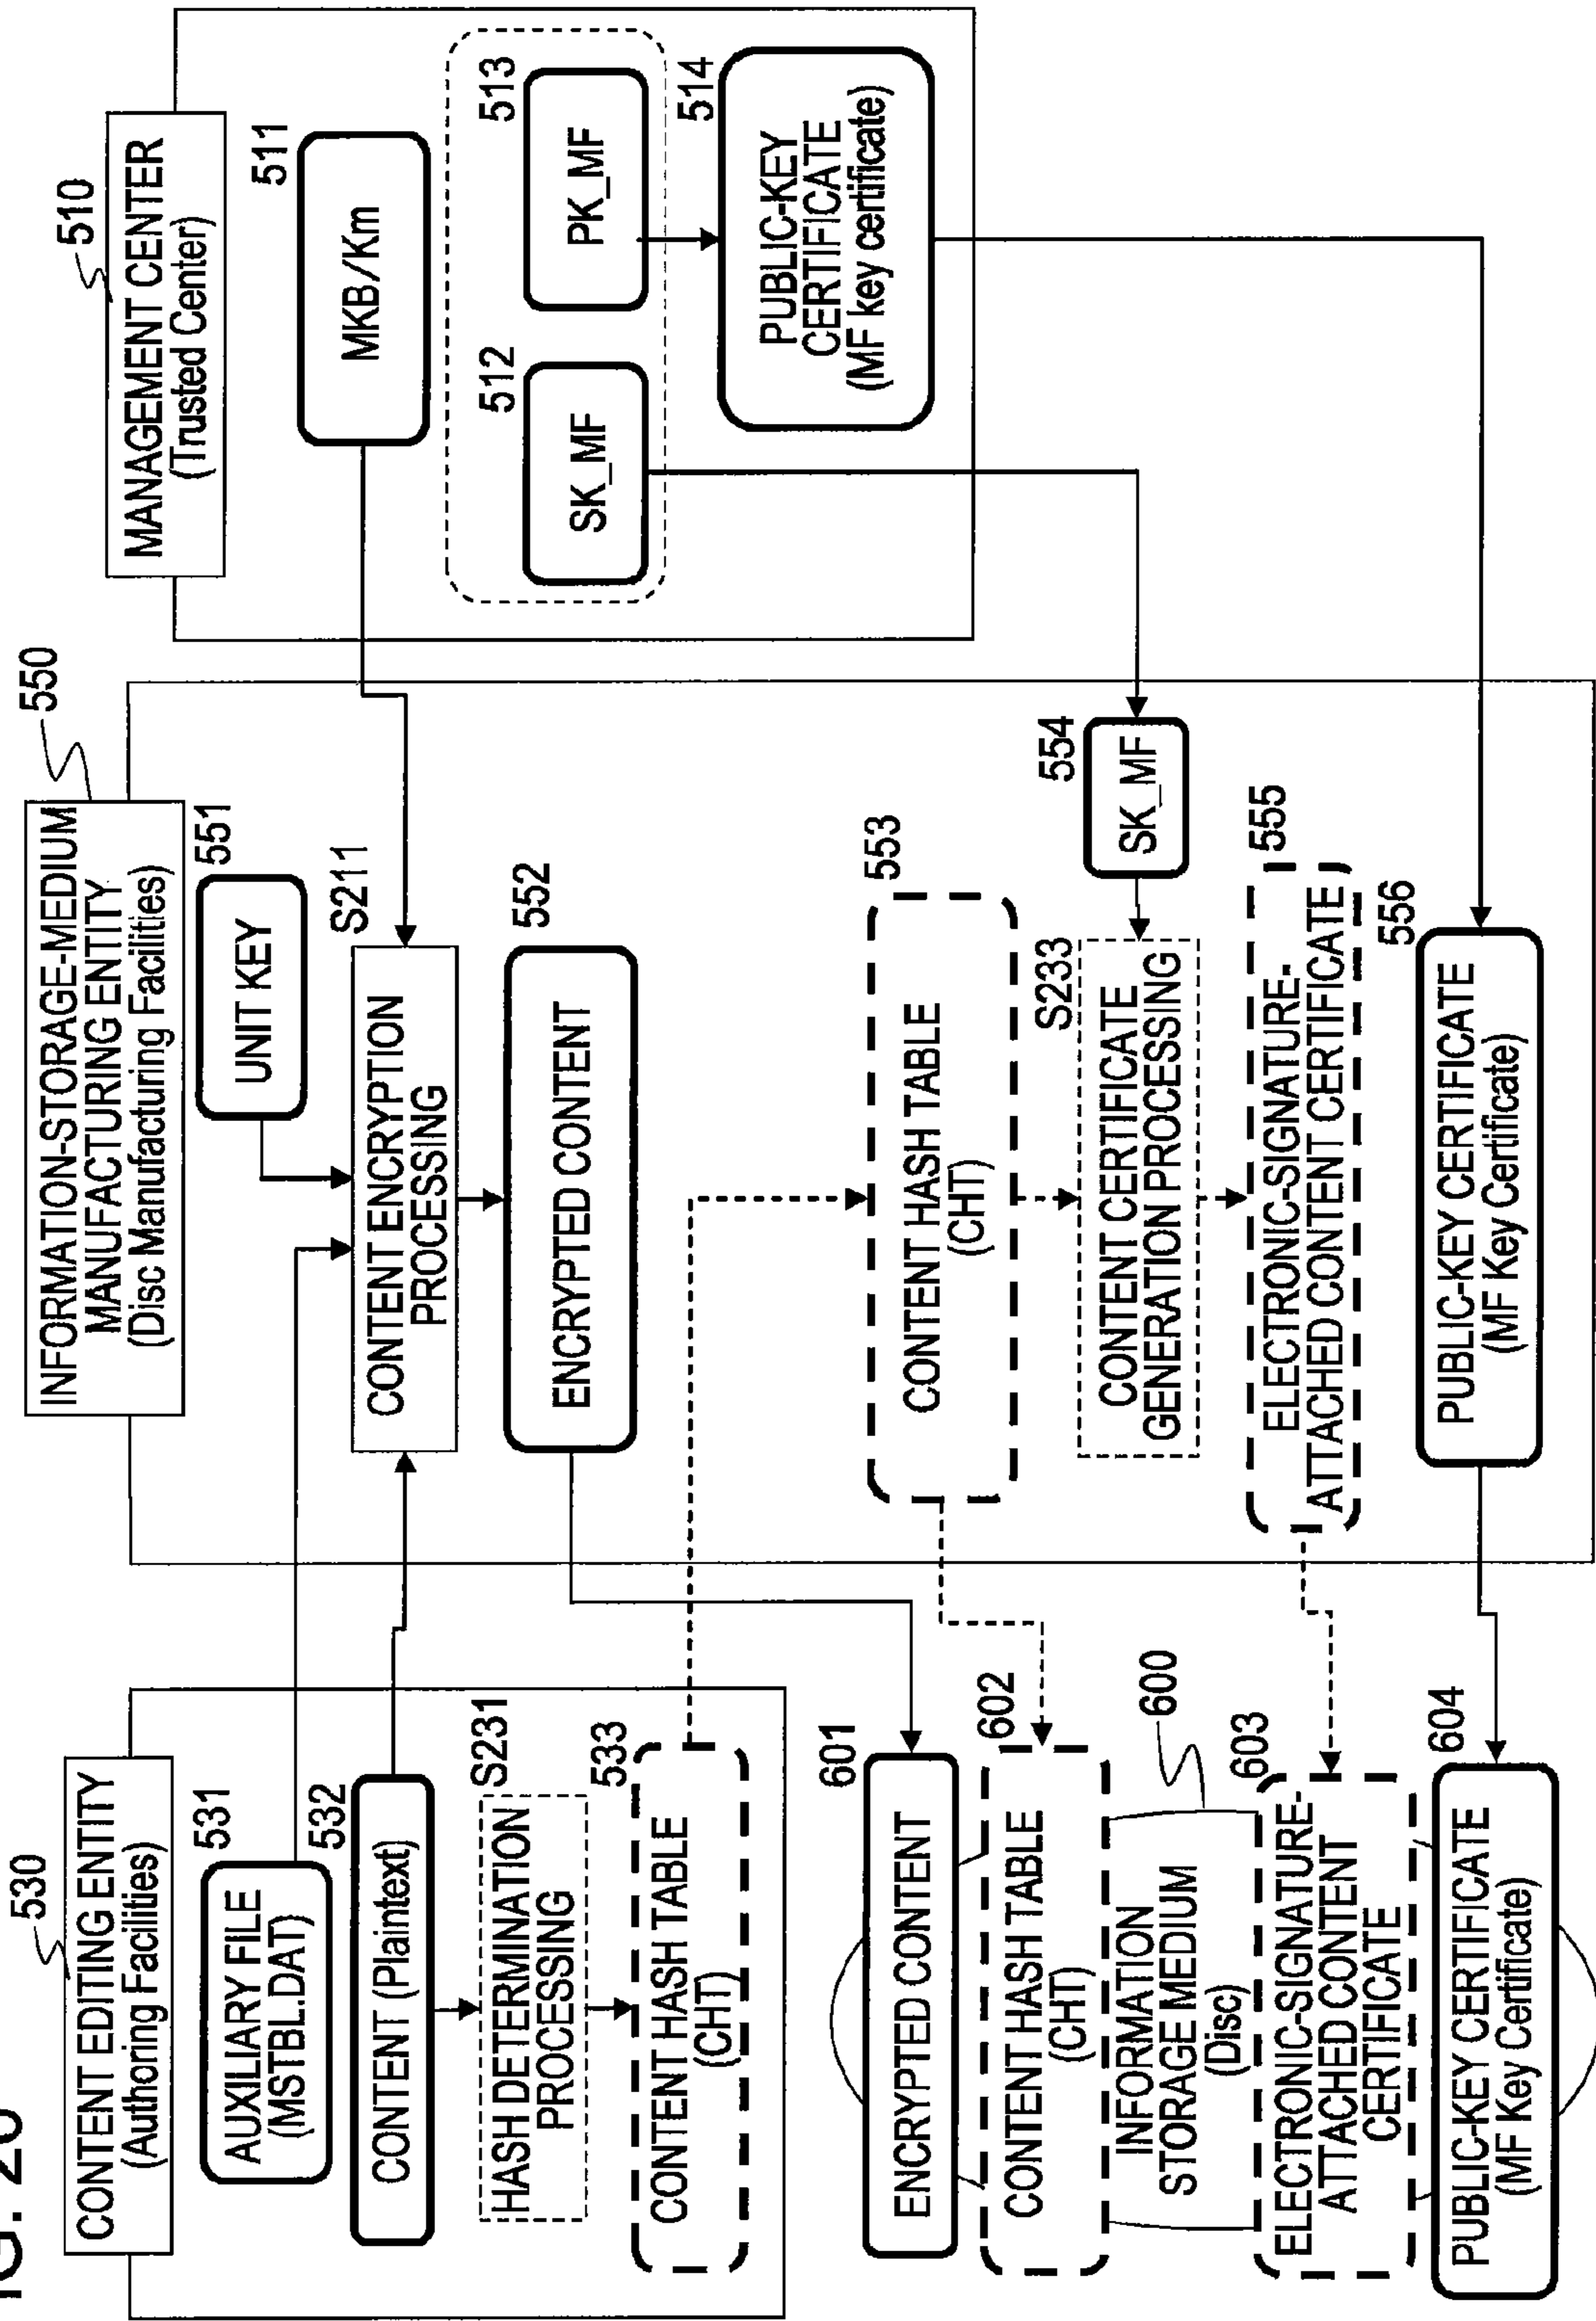 FIG. 20
530
CONTENT EDITING ENTITY
(Authoring Facilities)
531
AUXILIARY FILE
(MSTBL.DAT)
532
CONTENT (Plaintext)
S231
HASH DETERMINATION
PROCESSING
533
CONTENT HASH TABLE
(CHT)
550
INFORMATION-STORAGE-MEDIUM
MANUFACTURING ENTITY
(Disc Manufacturing Facilities)
551
UNIT KEY
S211
CONTENT ENCRYPTION
PROCESSING
552
ENCRYPTED CONTENT
553
CONTENT HASH TABLE
(CHT)
554
SK_MF
S233
CONTENT CERTIFICATE
GENERATION PROCESSING
555
ELECTRONIC-SIGNATURE-
ATTACHED CONTENT CERTIFICATE
556
PUBLIC-KEY CERTIFICATE
(MF Key Certificate)
510
MANAGEMENT CENTER
(Trusted Center)
511
MKB/Km
512
SK_MF
513
PK_MF
514
PUBLIC-KEY
CERTIFICATE
(MF key certificate)
601
ENCRYPTED CONTENT
602
CONTENT HASH TABLE
(CHT)
600
INFORMATION
STORAGE MEDIUM
(Disc)
603
ELECTRONIC-SIGNATURE-
ATTACHED CONTENT
CERTIFICATE
604
PUBLIC-KEY CERTIFICATE
(MF Key Certificate)